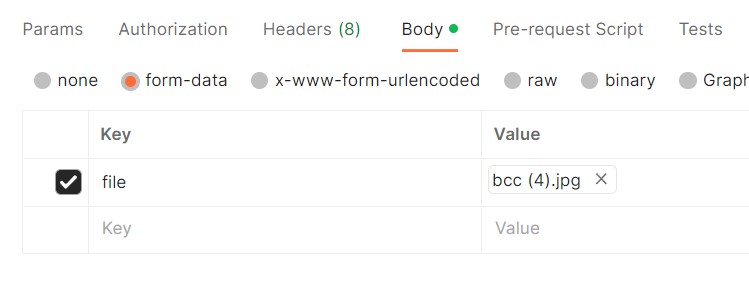 Params Authorization Headers (8) Body Pre-request Script Tests
none form-data x-www-form-urlencoded raw binary Graph
Key Value
file bcc (4).jpg
Key Value